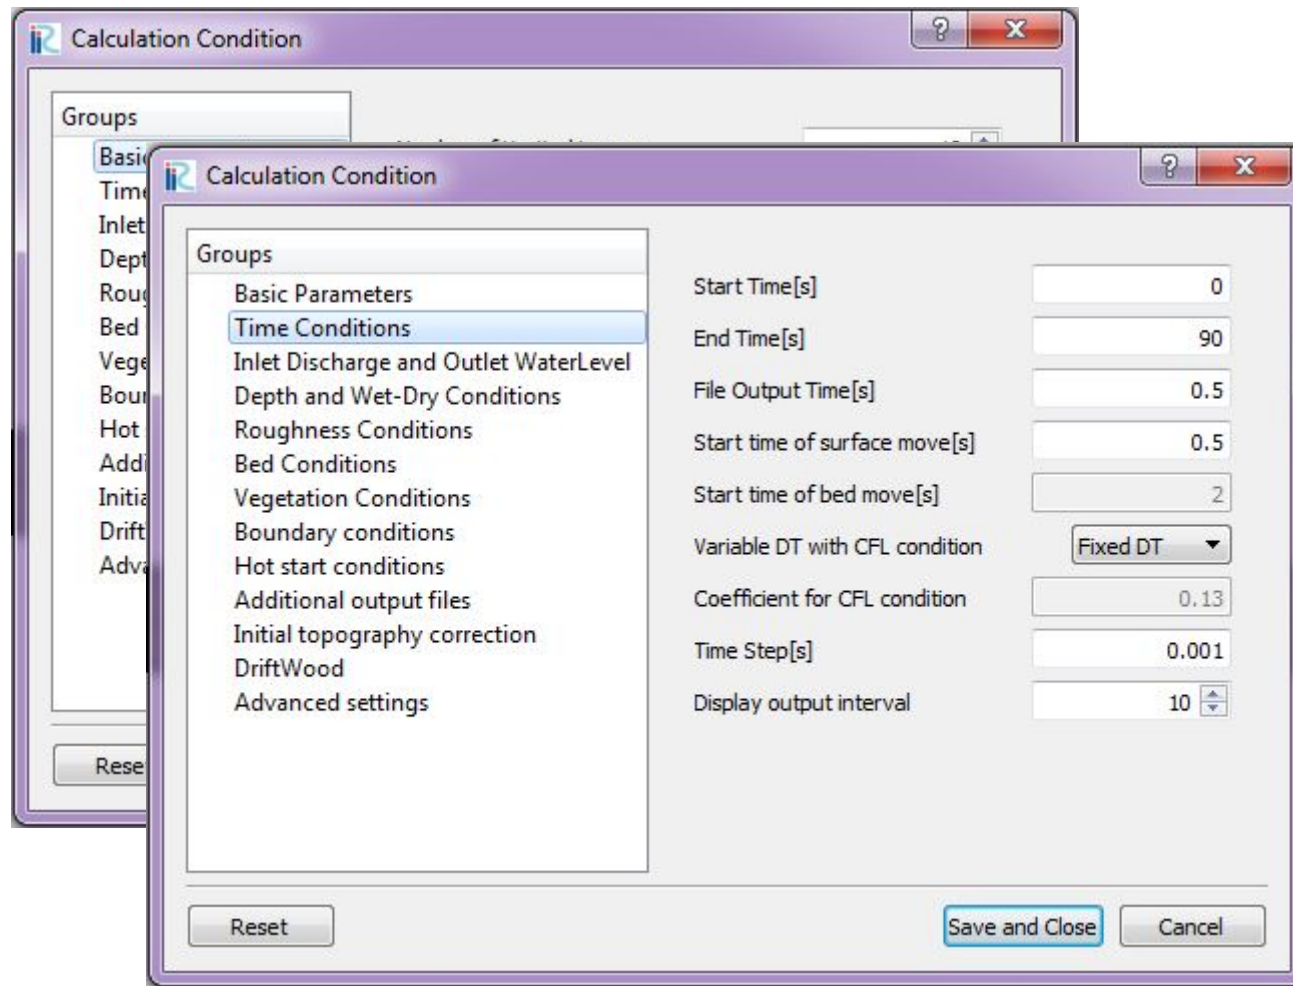 Calculation Condition
Groups
Time
Inlet
Bed
Hot
Calculation Condition
Groups
Basic Parameters
Time Conditions
Inlet Discharge and Outlet WaterLevel
Depth and Wet-Dry Conditions
Roughness Conditions
Bed Conditions
Vegetation Conditions
Boundary conditions
Hot start conditions
Additional output files
Initial topography correction
DriftWood
Advanced settings
Start Time[s] 0
End Time[s] 90
File Output Time[s] 0.5
Start time of surface move[s] 0.5
Start time of bed move[s] 2
Variable DT with CFL condition Fixed DT
Coefficient for CFL condition 0.13
Time Step[s] 0.001
Display output interval 10
Reset
Save and Close
Cancel